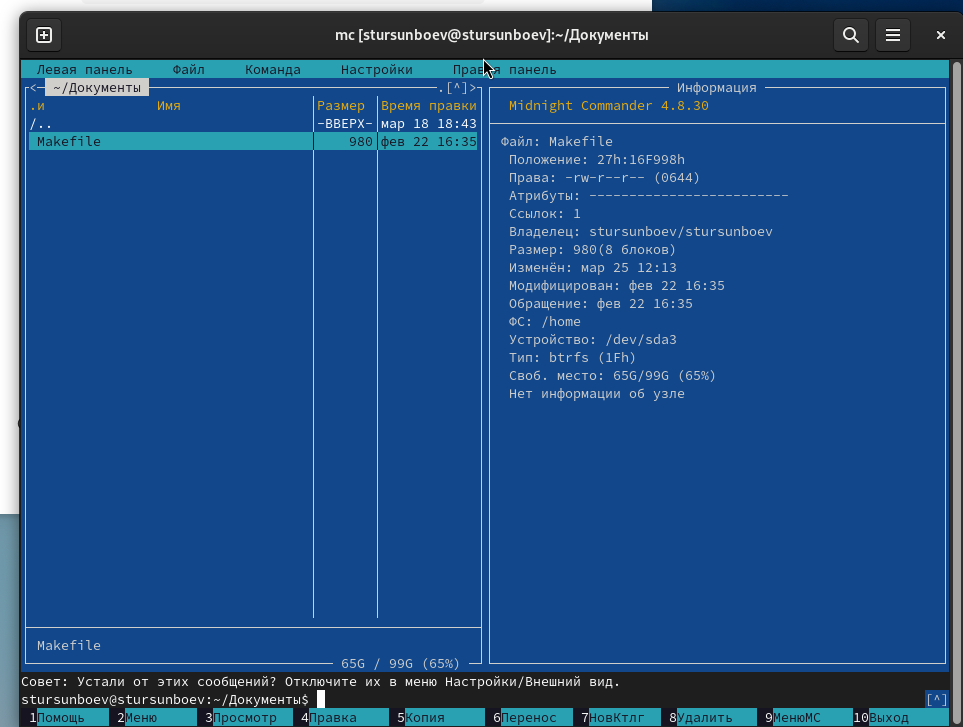 mc [stursunboev@stursunboev]:~/Документы
Левая панель Файл Команда Настройки Правая панель
<─ ~/Документы .[^]>
.и Имя Размер Время правки
/.. -ВВЕРХ- мар 18 18:43
Makefile 980 фев 22 16:35
Makefile
65G / 99G (65%)
Информация
Midnight Commander 4.8.30
Файл: Makefile
Положение: 27h:16F998h
Права: -rw-r--r-- (0644)
Атрибуты: -------------------------
Ссылок: 1
Владелец: stursunboev/stursunboev
Размер: 980(8 блоков)
Изменён: мар 25 12:13
Модифицирован: фев 22 16:35
Обращение: фев 22 16:35
ФС: /home
Устройство: /dev/sda3
Тип: btrfs (1Fh)
Своб. место: 65G/99G (65%)
Нет информации об узле
Совет: Устали от этих сообщений? Отключите их в меню Настройки/Внешний вид.
stursunboev@stursunboev:~/Документы$ [^]
1Помощь 2Меню 3Просмотр 4Правка 5Копия 6Перенос 7НовКтлг 8Удалить 9МенюMC 10Выход